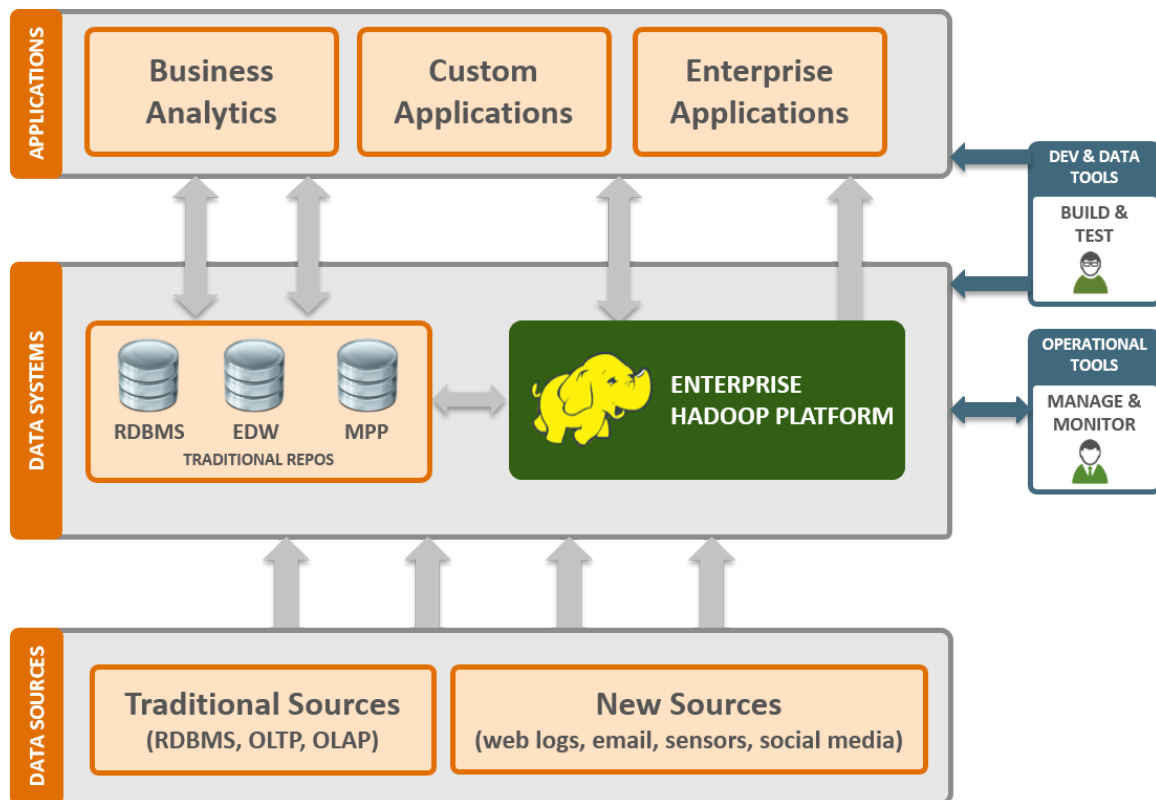 APPLICATIONS
Business
Analytics
Custom
Applications
Enterprise
Applications
DEV & DATA
TOOLS
BUILD &
TEST
DATA SYSTEMS
RDBMS
EDW
MPP
TRADITIONAL REPOS
ENTERPRISE
HADOOP PLATFORM
OPERATIONAL
TOOLS
MANAGE &
MONITOR
DATA SOURCES
Traditional Sources
(RDBMS, OLTP, OLAP)
New Sources
(web logs, email, sensors, social media)